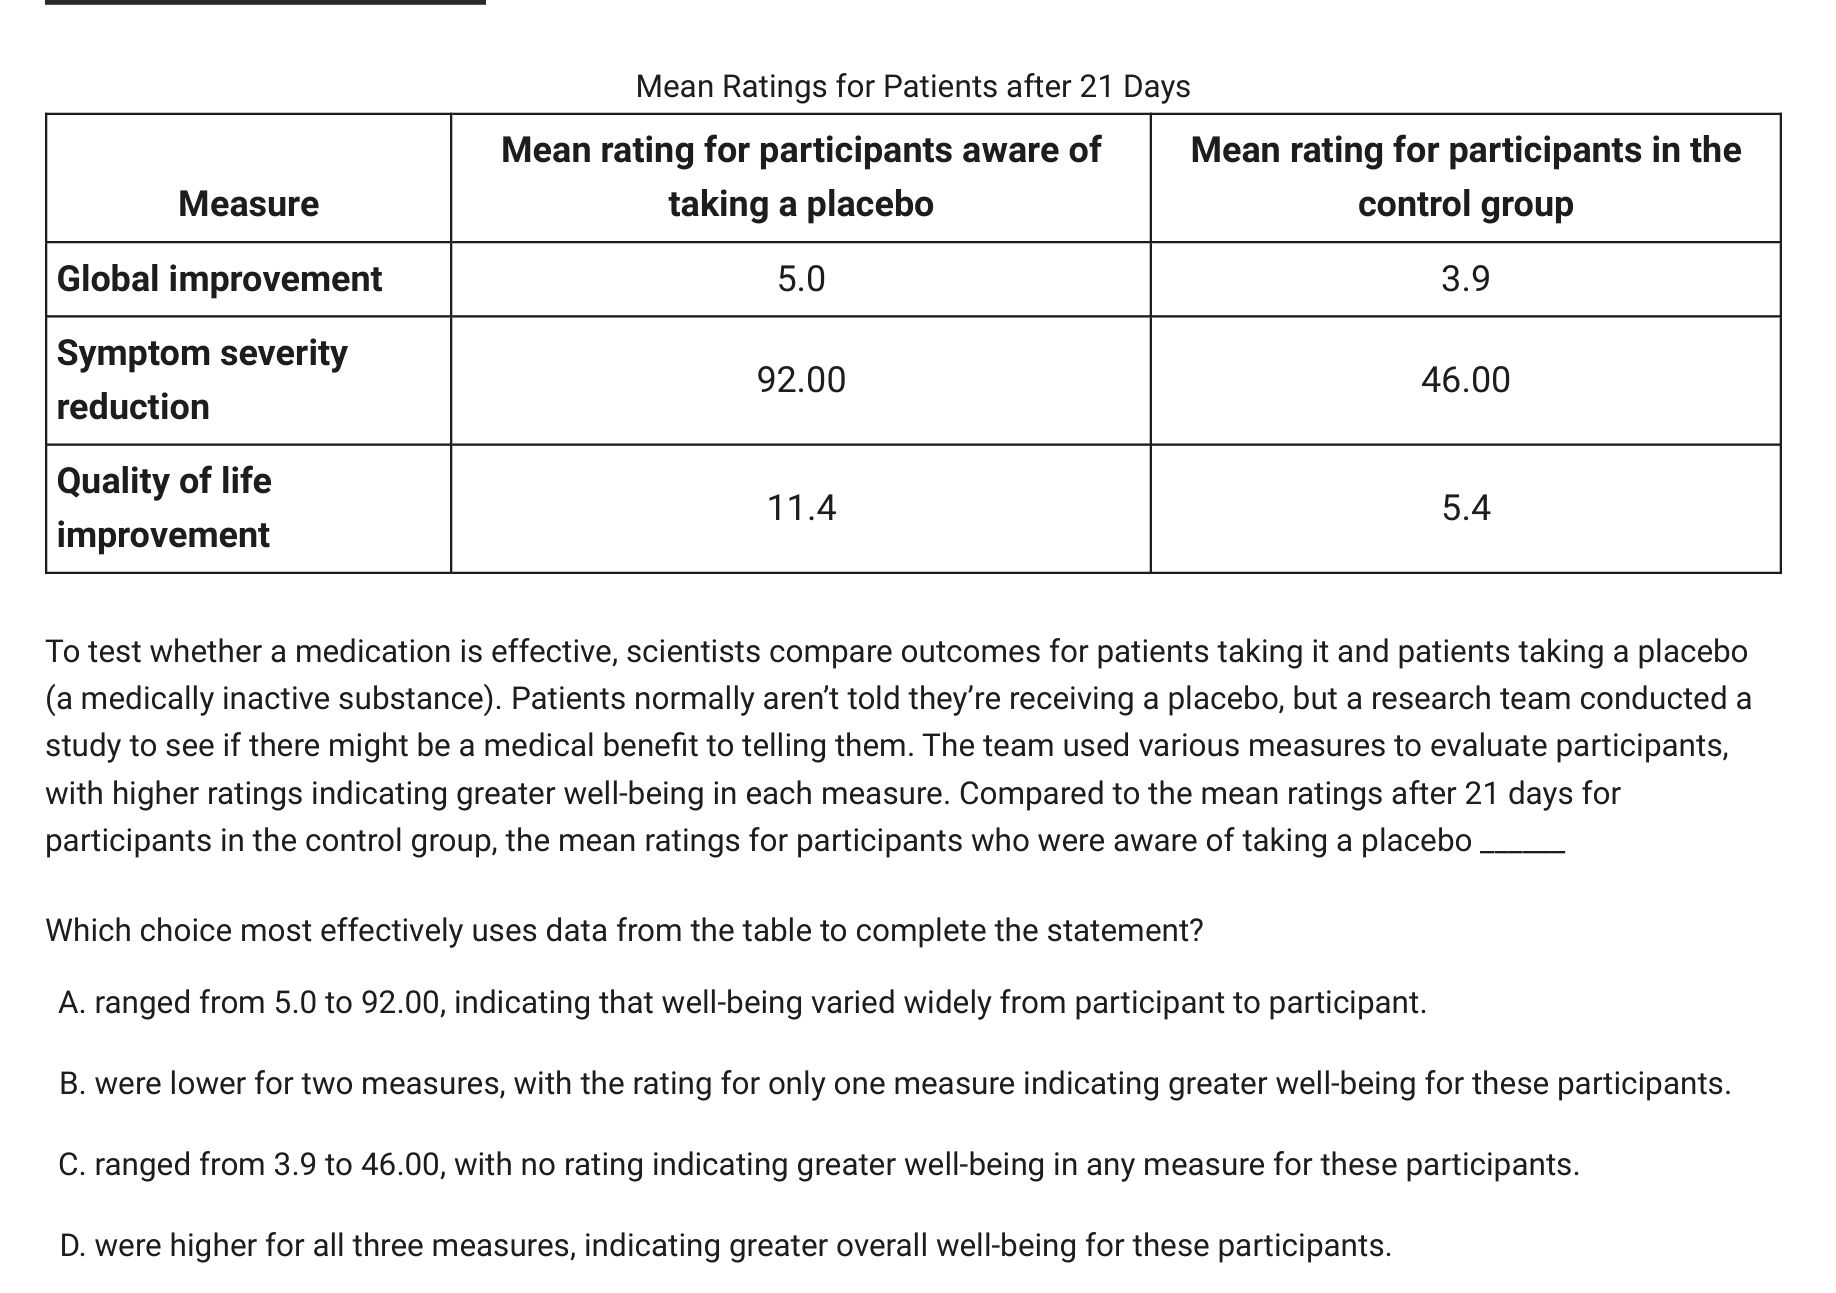 Mean Ratings for Patients after 21 Days
Measure
Mean rating for participants aware of
taking a placebo
Mean rating for participants in the
control group
Global improvement
5.0
3.9
Symptom severity
reduction
92.00
46.00
Quality of life
improvement
11.4
5.4
To test whether a medication is effective, scientists compare outcomes for patients taking it and patients taking a placebo
(a medically inactive substance). Patients normally aren’t told they’re receiving a placebo, but a research team conducted a
study to see if there might be a medical benefit to telling them. The team used various measures to evaluate participants,
with higher ratings indicating greater well-being in each measure. Compared to the mean ratings after 21 days for
participants in the control group, the mean ratings for participants who were aware of taking a placebo ______
Which choice most effectively uses data from the table to complete the statement?
A. ranged from 5.0 to 92.00, indicating that well-being varied widely from participant to participant.
B. were lower for two measures, with the rating for only one measure indicating greater well-being for these participants.
C. ranged from 3.9 to 46.00, with no rating indicating greater well-being in any measure for these participants.
D. were higher for all three measures, indicating greater overall well-being for these participants.